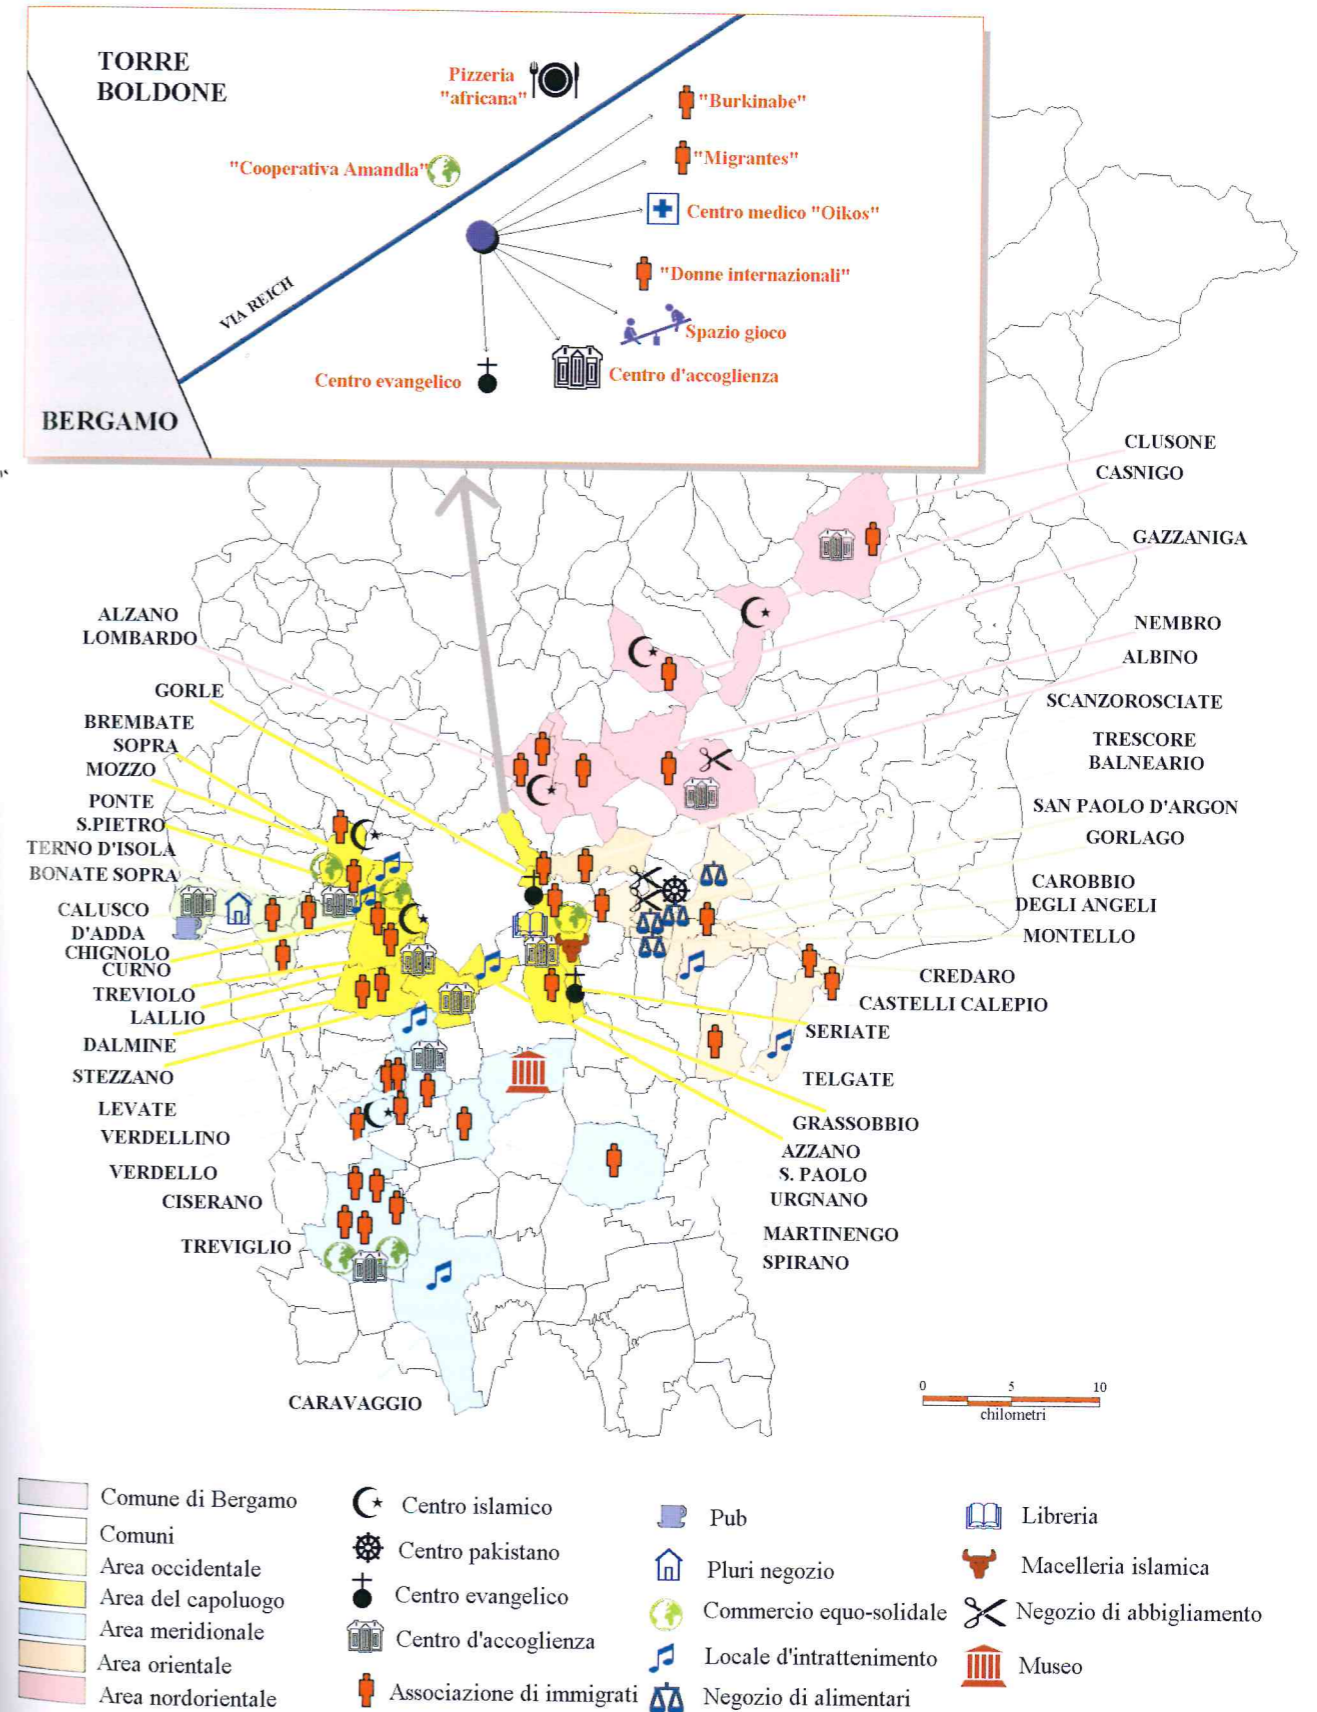 TORRE
BOLDONE
Pizzeria
"africana"
"Burkinabe"
"Migrantes"
"Cooperativa Amandla"
Centro medico "Oikos"
"Donne internazionali"
VIA REICH
Spazio gioco
Centro evangelico
Centro d'accoglienza
BERGAMO
CLUSONE
CASNIGO
GAZZANIGA
NEMBRO
ALBINO
SCANZOROSCIATE
TRESCORE
BALNEARIO
SAN PAOLO D'ARGON
GORLAGO
CAROBBIO
DEGLI ANGELI
MONTELLO
CREDARO
CASTELLI CALEPIO
SERIATE
TELGATE
GRASSOBBIO
AZZANO
S. PAOLO
URGNANO
MARTINENGO
SPIRANO
ALZANO
LOMBARDO
GORLE
BREMBATE
SOPRA
MOZZO
PONTE
S.PIETRO
TERNO D'ISOLA
BONATE SOPRA
CALUSCO
D'ADDA
CHIGNOLO
CURNO
TREVIOLO
LALLIO
DALMINE
STEZZANO
LEVATE
VERDELLINO
VERDELLO
CISERANO
TREVIGLIO
CARAVAGGIO
0 5 10
chilometri
Comune di Bergamo
Comuni
Area occidentale
Area del capoluogo
Area meridionale
Area orientale
Area nordorientale
Centro islamico
Centro pakistano
Centro evangelico
Centro d'accoglienza
Associazione di immigrati
Pub
Pluri negozio
Commercio equo-solidale
Locale d'intrattenimento
Negozio di alimentari
Libreria
Macelleria islamica
Negozio di abbigliamento
Museo